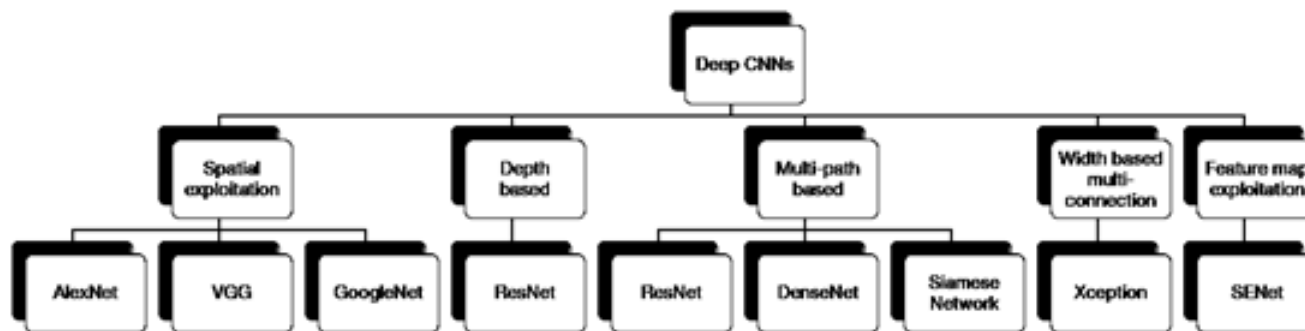 Deep CNNs
Spatial
exploitation
Depth
based
Multi-path
based
Width based
multi-
connection
Feature map
exploitation
AlexNet
VGG
GoogleNet
ResNet
ResNet
DenseNet
Siamese
Network
Xception
SENet